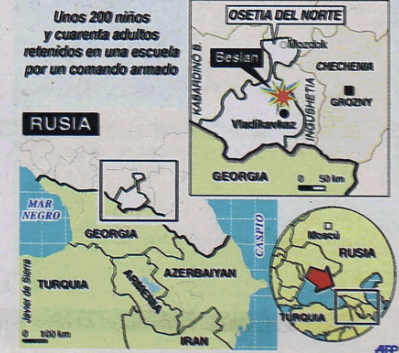 Unos 200 niños
y cuarenta adultos
retenidos en una escuela
por un comando armado
OSETIA DEL NORTE
Mozdok
Beslan
KABARDINO B.
CHECHENIA
INGUSHETIA
GROZNY
Vladikavkaz
GEORGIA
0 50 km
RUSIA
MAR
NEGRO
GEORGIA
CASPIO
TURQUIA
ARMENIA
AZERBAIYAN
IRAN
© Javier de Sierra
0 100 km
Moscú
RUSIA
TURQUIA
AFP